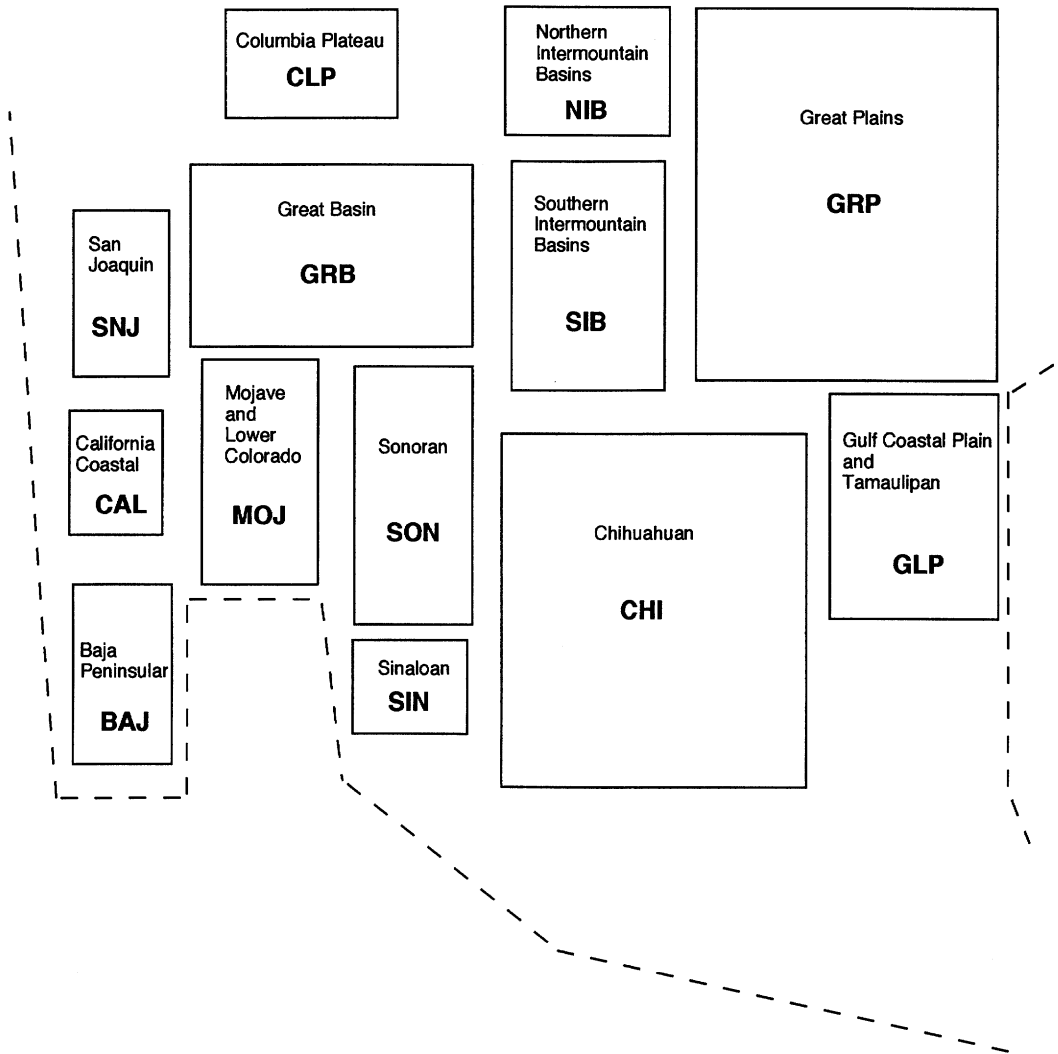 Columbia Plateau
CLP
Northern
Intermountain
Basins
NIB
Great Plains
GRP
Great Basin
GRB
Southern
Intermountain
Basins
SIB
San
Joaquin
SNJ
Mojave
and
Lower
Colorado
MOJ
Sonoran
SON
California
Coastal
CAL
Gulf Coastal Plain
and
Tamaulipan
GLP
Chihuahuan
CHI
Baja
Peninsular
BAJ
Sinaloan
SIN